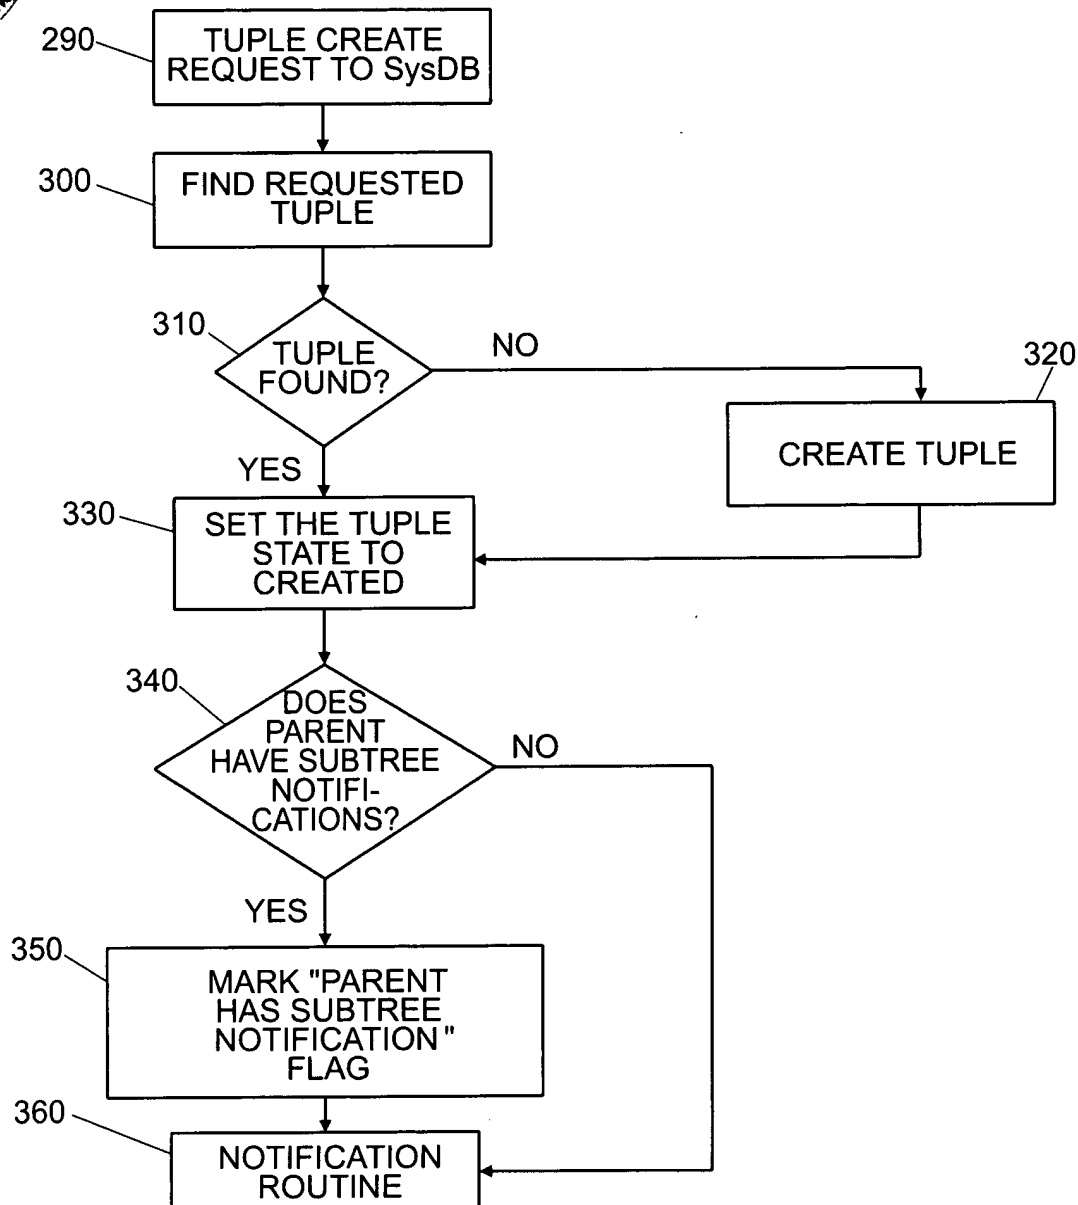 290
TUPLE CREATE
REQUEST TO SysDB
300
FIND REQUESTED
TUPLE
310
TUPLE
FOUND?
NO
320
CREATE TUPLE
YES
330
SET THE TUPLE
STATE TO
CREATED
340
DOES
PARENT
HAVE SUBTREE
NOTIFI-
CATIONS?
NO
YES
350
MARK "PARENT
HAS SUBTREE
NOTIFICATION"
FLAG
360
NOTIFICATION
ROUTINE